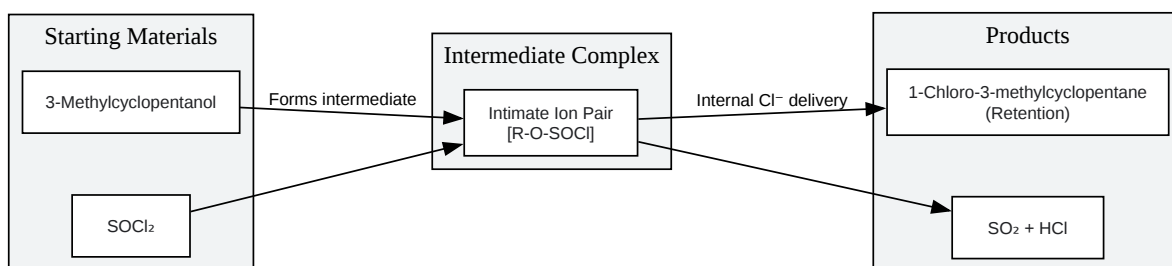 Starting Materials
3-Methylcyclopentanol
SOCl₂
Forms intermediate
Intermediate Complex
Intimate Ion Pair
[R-O-SOCl]
Internal Cl⁻ delivery
Products
1-Chloro-3-methylcyclopentane
(Retention)
SO₂ + HCl